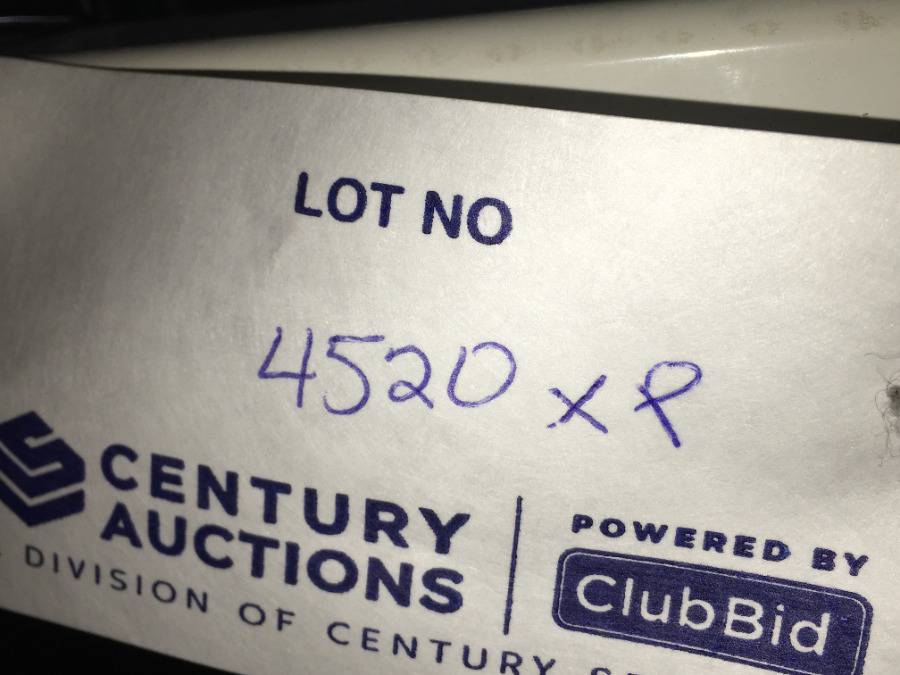 LOT NO
4520 x P
CENTURY
AUCTIONS
DIVISION OF CENTURY
POWERED BY
ClubBid